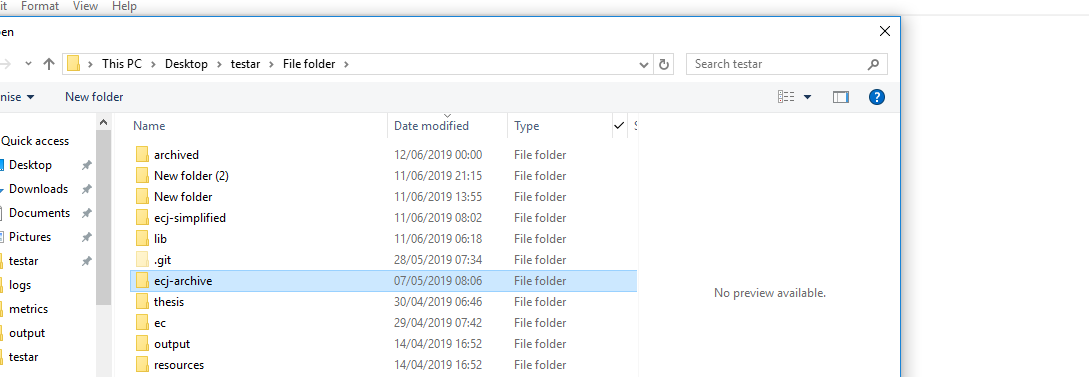 it Format View Help
en
This PC > Desktop > testar > File folder >
Search testar
nise New folder
?
Name Date modified Type S
Quick access
Desktop
Downloads
Documents
Pictures
testar
logs
metrics
output
testar
archived 12/06/2019 00:00 File folder
New folder (2) 11/06/2019 21:15 File folder
New folder 11/06/2019 13:55 File folder
ecj-simplified 11/06/2019 08:02 File folder
lib 11/06/2019 06:18 File folder
.git 28/05/2019 07:34 File folder
ecj-archive 07/05/2019 08:06 File folder
thesis 30/04/2019 06:46 File folder
ec 29/04/2019 07:42 File folder
output 14/04/2019 16:52 File folder
resources 14/04/2019 16:52 File folder
No preview available.